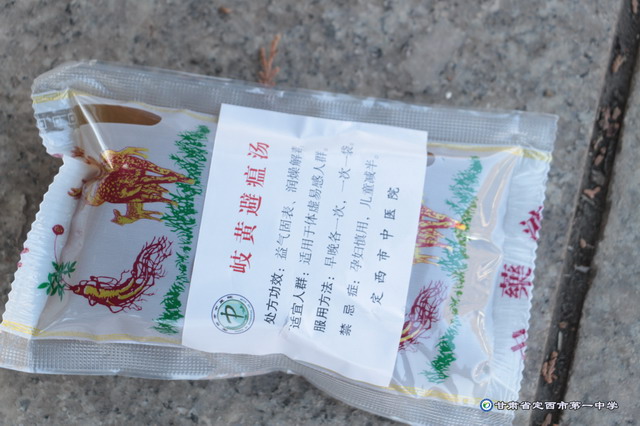 岐黄避瘟汤
处方功效：益气固表、润燥解毒
适宜人群：适用于体虚易感人群。
服用方法：早晚各一次，一次一袋。
禁忌症：孕妇慎用，儿童减半。
定西市中医院
藥
甘肃省定西市第一中学